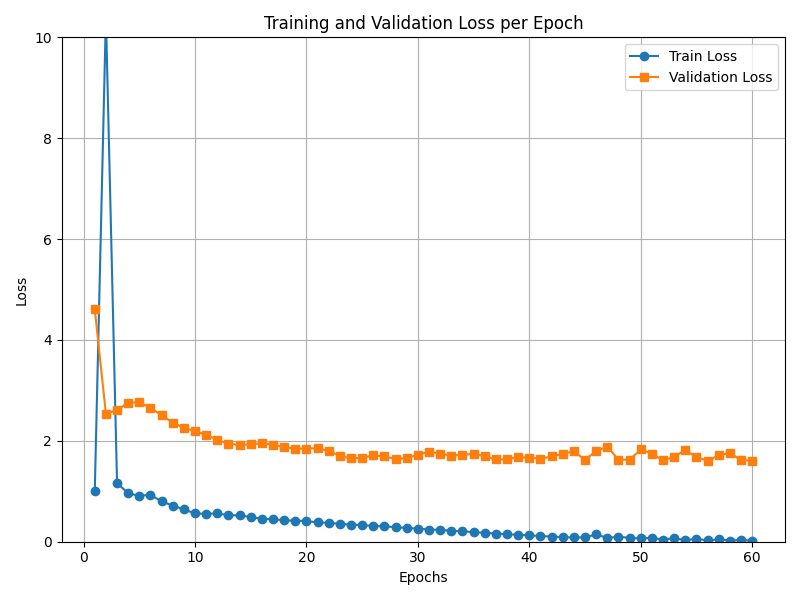 Training and Validation Loss per Epoch
Train Loss
Validation Loss
Loss
10
8
6
4
2
0
0 10 20 30 40 50 60
Epochs